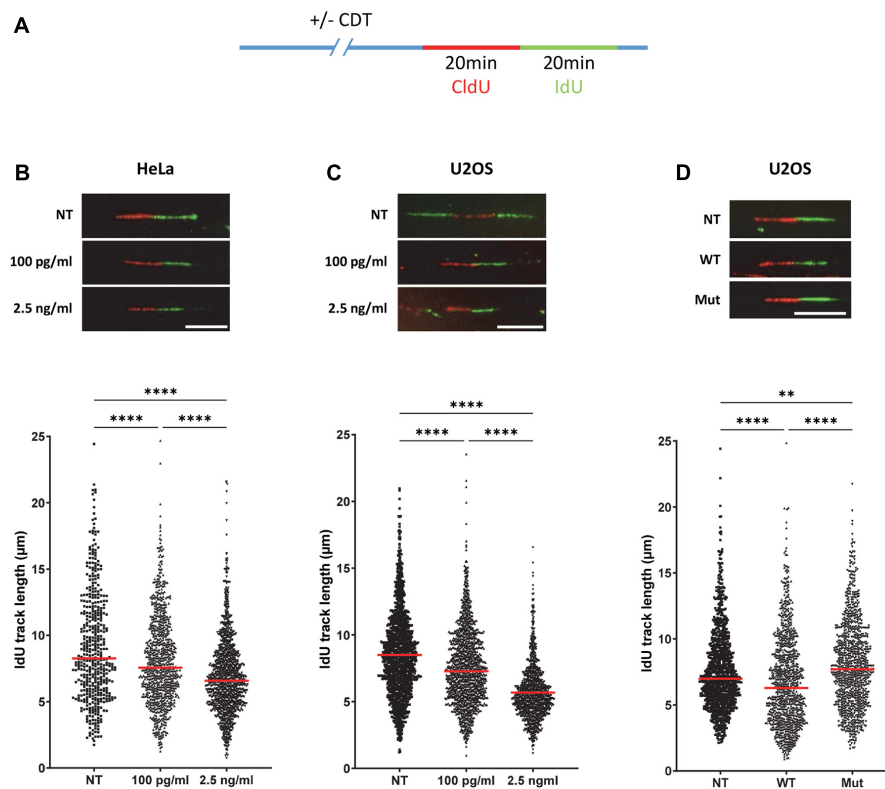 A
+/- CDT
20min
20min
CldU
IdU
B
HeLa
NT
100 pg/ml
2.5 ng/ml
****
****
****
IdU track length (µm)
25
20
15
10
5
0
NT
100 pg/ml
2.5 ng/ml
C
U2OS
NT
100 pg/ml
2.5 ng/ml
****
****
****
IdU track length (µm)
25
20
15
10
5
0
NT
100 pg/ml
2.5 ngml
D
U2OS
NT
WT
Mut
**
****
****
IdU track length (µm)
25
20
15
10
5
0
NT
WT
Mut